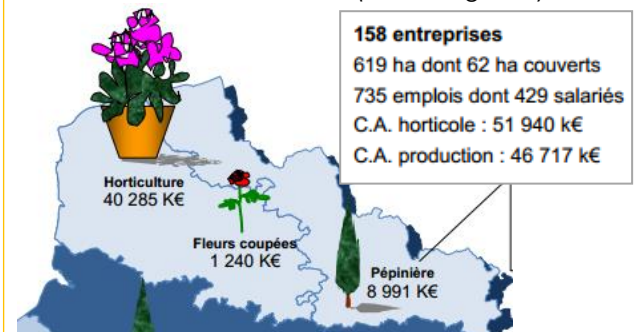 158 entreprises
619 ha dont 62 ha couverts
735 emplois dont 429 salariés
C.A. horticole : 51 940 k€
C.A. production : 46 717 k€
Horticulture
40 285 K€
Fleurs coupées
1 240 K€
Pépinière
8 991 K€